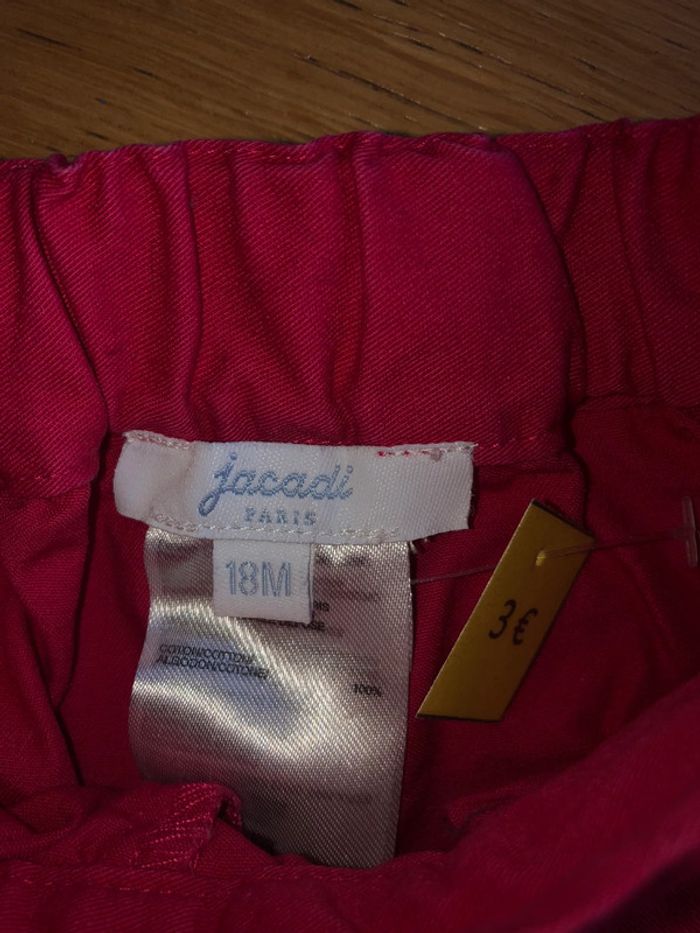 jacadi
PARIS
18M
COTON/COTTON/
ALGODON/COTONE/
100%
3€